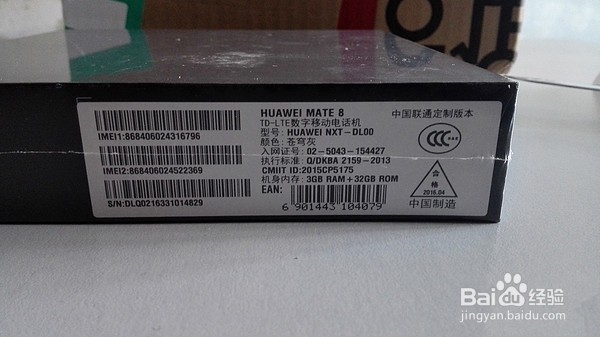 HUAWEI MATE 8
TD-LTE数字移动电话机
型号: HUAWEI NXT-DL00
颜色: 苍穹灰
入网证号: 02-5043-154427
执行标准: Q/DKBA 2159-2013
CMIIT ID:2015CP5175
机身内存: 3GB RAM+32GB ROM
EAN:
6 901443 104079
IMEI1:868406024316796
IMEI2:868406024522369
S/N:DLQ0216331014829
中国联通定制版本
CCC
合
格
2016.04
中国制造
Baidu经验
jingyan.baidu.com